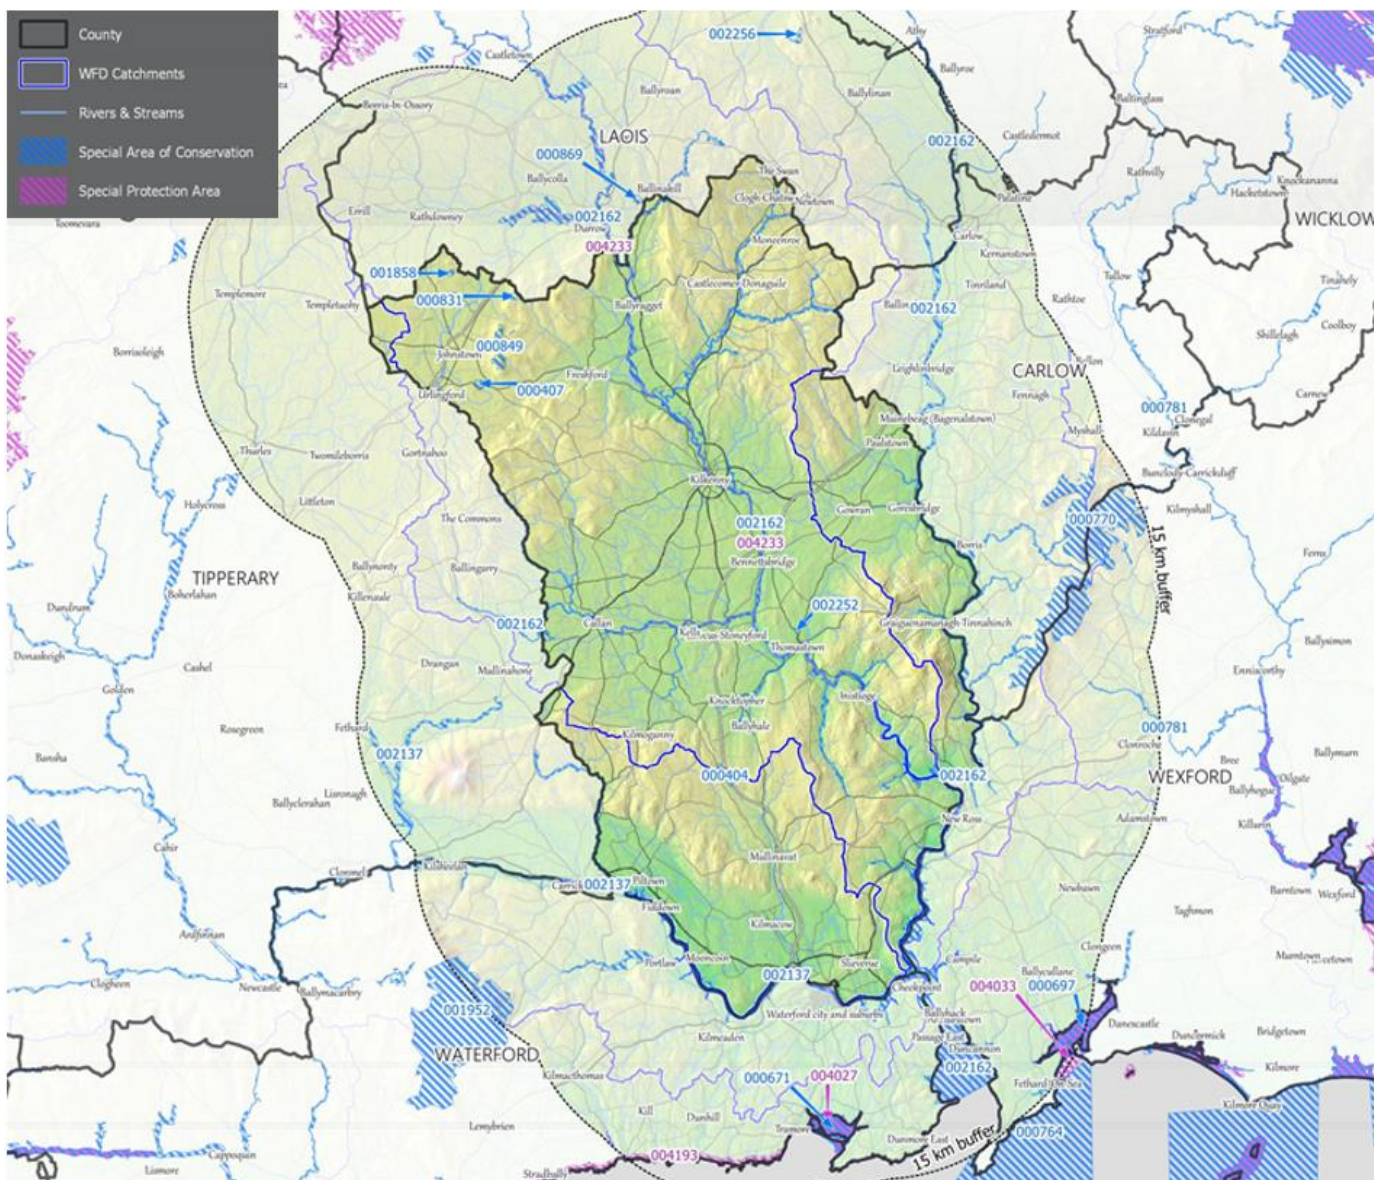 County
WFD Catchments
Rivers & Streams
Special Area of Conservation
Special Protection Area
002256
Athy
Stratford
Castletown
Ballyroe
Ballyroan
Ballylinan
Baltinglass
Borris-In-Ossory
LAOIS
Castledermot
002162
000869
The Swan
Rathvilly
Knockananna
Ballycolla
Ballinakill
Hacketstown
Clogh-Chatsworth
Newtown
Palatine
Errill
Rathdowney
002162
Durrow
WICKLOW
Toomevara
Moneenroe
Carlow
004233
Kernanstown
001858
Tullow
Tinahely
Castlecomer-Donaguile
Tinriland
Templemore
Templetuohy
000831
Ballyragget
002162
Rathtoe
Coolboy
Shillelagh
Borrisoleigh
Johnstown
000849
Freshford
Leighlinbridge
CARLOW
Fennagh
Carnew
Urlingford
000407
000781
Clonegal
Muinebeag (Bagenalstown)
Myshall
Kildavin
Paulstown
Thurles
Twomileborris
Gortnahoo
Bunclody-Carrickduff
Kilkenny
Holycross
Littleton
Gowran
Goresbridge
Kilmyshall
The Commons
002162
000770
004233
Borris
15 km buffer
Ferns
Ballynonty
Ballingarry
Bennettsbridge
TIPPERARY
Boherlahan
Killenaule
Dundrum
002252
002162
Callan
Graiguenamanagh-Tinnahinch
Kells
Stoneyford
Ballysimon
Thomastown
Donaskeigh
Cashel
Drangan
Mullinahone
Enniscorthy
Golden
Inistioge
Knocktopher
Rosegreen
Fethard
Ballyhale
000781
Kilmoganny
Clonroche
Bansha
002137
000404
002162
WEXFORD
Bree
Ballymurn
Oilgate
Ballyhogue
Lisronagh
Ballyclerahan
New Ross
Adamstown
Killurin
Cahir
Mullinavat
Clonmel
Kilsheelan
Carrick
002137
Piltown
Newbawn
Barntown
Wexford
Fiddown
Taghmon
Ardfinnan
Kilmacow
Clongeen
Portlaw
Mooncoin
Slieverue
Campile
Murntown
Clogheen
Newcastle
Ballymacarbry
002137
Cheekpoint
Ballycullane
004033
000697
001952
Waterford city and suburbs
Ballyhack
Arthurstown
Danescastle
Duncormick
Bridgetown
Kilmeaden
Passage East
WATERFORD
Duncannon
002162
Kilmore
Kilmacthomas
000671
004027
Fethard-On-Sea
Kilmore Quay
Kill
Dunhill
Lemybrien
Tramore
000764
Dunmore East
15 km buffer
Cappoquin
Lismore
004193
Stradbally